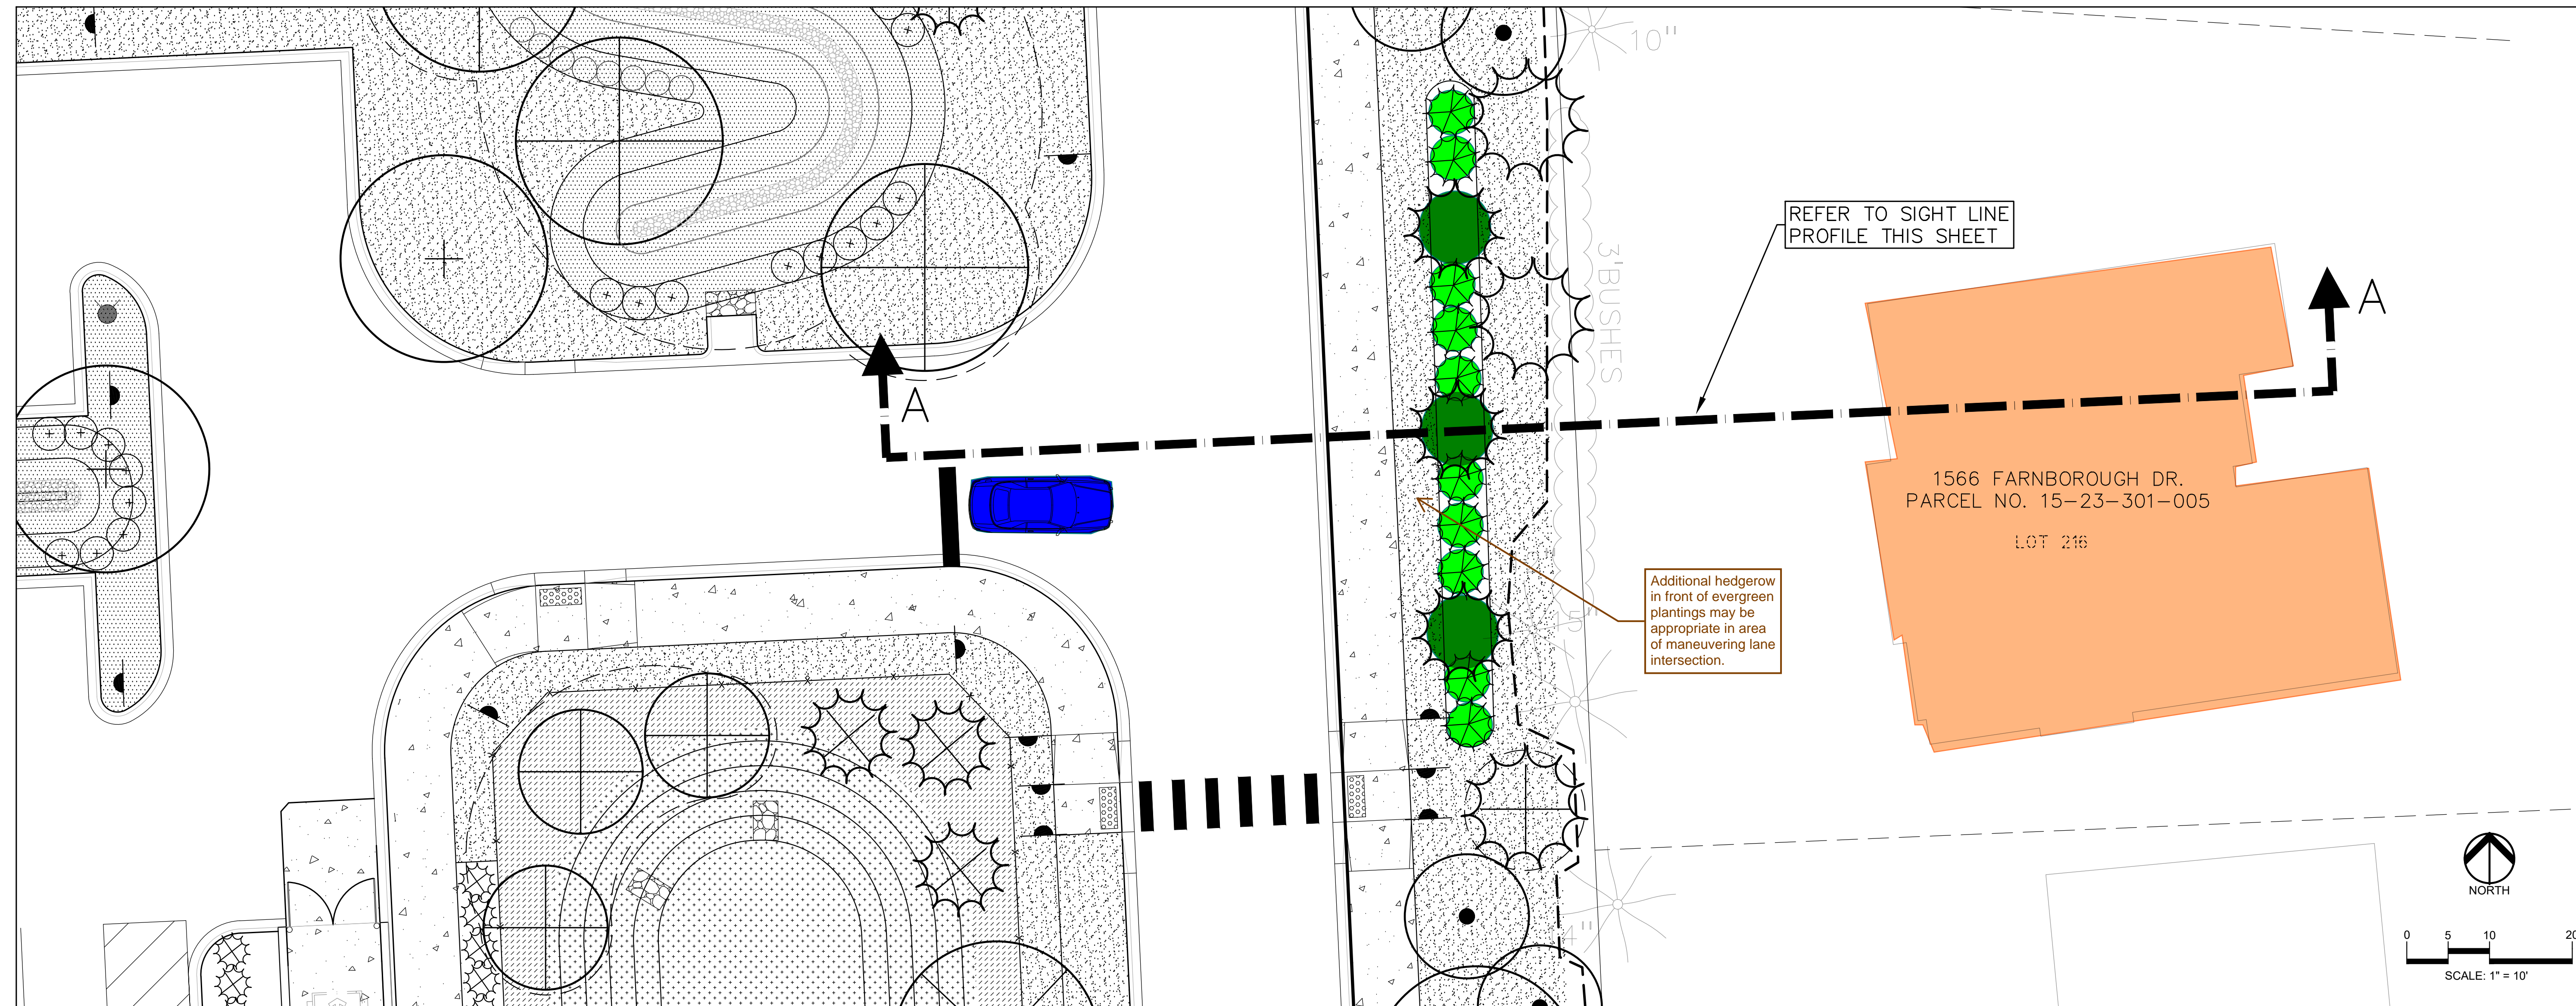 10"
REFER TO SIGHT LINE
PROFILE THIS SHEET
3'BUSHES
A
A
1566 FARNBOROUGH DR.
PARCEL NO. 15-23-301-005
LOT 216
Additional hedgerow
in front of evergreen
plantings may be
appropriate in area
of maneuvering lane
intersection.
NORTH
0 5 10 20
SCALE: 1" = 10'